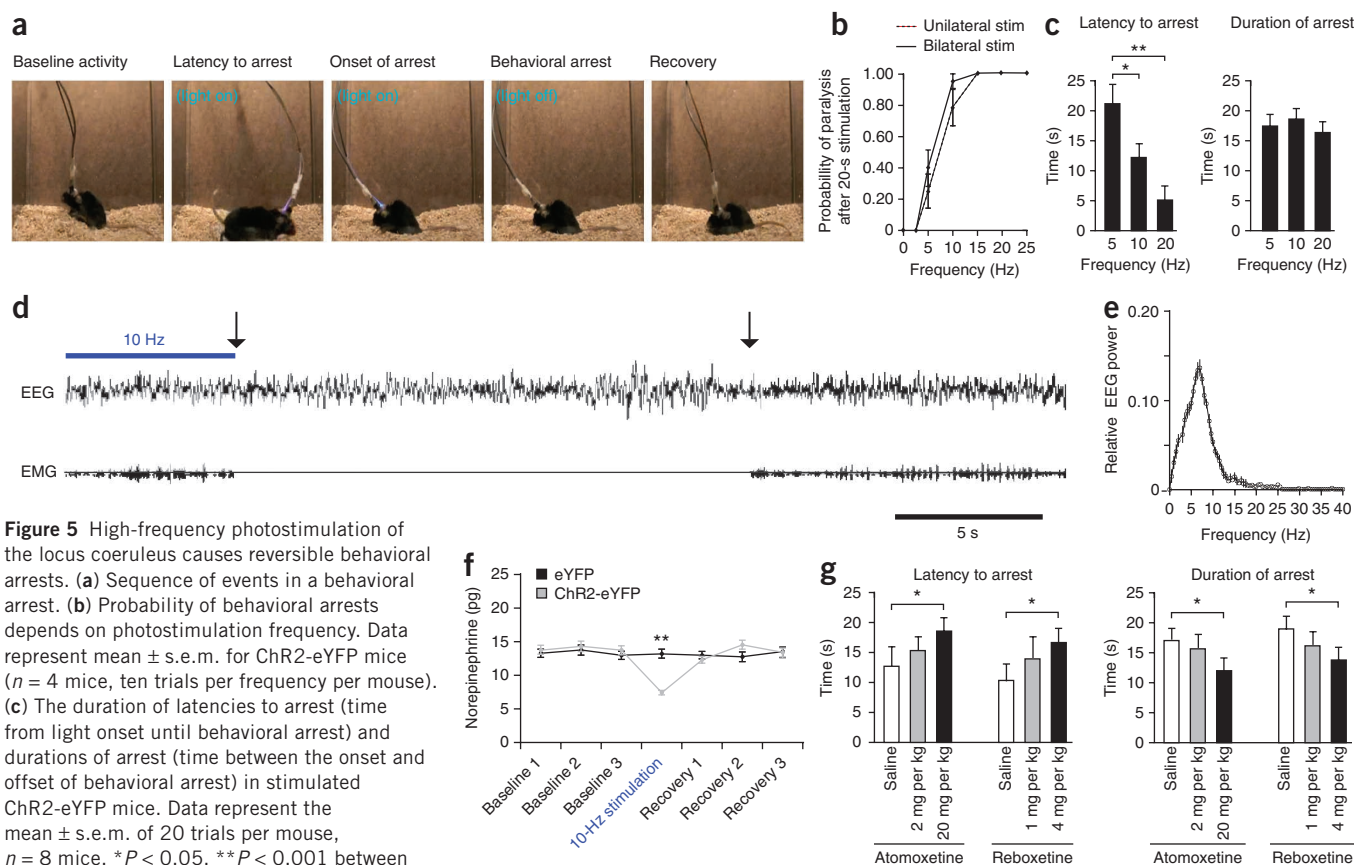 a
Baseline activity
Latency to arrest
Onset of arrest
Behavioral arrest
Recovery
(light on)
(light on)
(light off)
b
Unilateral stim
Bilateral stim
Probability of paralysis
after 20-s stimulation
1.00
0.80
0.60
0.40
0.20
0
0 5 10 15 20 25
Frequency (Hz)
c
Latency to arrest
**
*
Time (s)
25
20
15
10
5
0
5 10 20
Frequency (Hz)
Duration of arrest
Time (s)
25
20
15
10
5
0
5 10 20
Frequency (Hz)
d
10 Hz
EEG
EMG
5 s
e
Relative EEG power
0.20
0.10
0
0 5 10 15 20 25 30 35 40
Frequency (Hz)
Figure 5 High-frequency photostimulation of
the locus coeruleus causes reversible behavioral
arrests. (a) Sequence of events in a behavioral
arrest. (b) Probability of behavioral arrests
depends on photostimulation frequency. Data
represent mean ± s.e.m. for ChR2-eYFP mice
(n = 4 mice, ten trials per frequency per mouse).
(c) The duration of latencies to arrest (time
from light onset until behavioral arrest) and
durations of arrest (time between the onset and
offset of behavioral arrest) in stimulated
ChR2-eYFP mice. Data represent the
mean ± s.e.m. of 20 trials per mouse,
n = 8 mice. *P < 0.05, **P < 0.001 between
f
eYFP
ChR2-eYFP
Norepinephrine (pg)
25
20
15
10
5
0
**
Baseline 1
Baseline 2
Baseline 3
10-Hz stimulation
Recovery 1
Recovery 2
Recovery 3
g
Latency to arrest
Time (s)
25
20
15
10
5
0
*
*
Saline
2 mg per kg
20 mg per kg
Saline
1 mg per kg
4 mg per kg
Atomoxetine
Reboxetine
Duration of arrest
Time (s)
25
20
15
10
5
0
*
*
Saline
2 mg per kg
20 mg per kg
Saline
1 mg per kg
4 mg per kg
Atomoxetine
Reboxetine